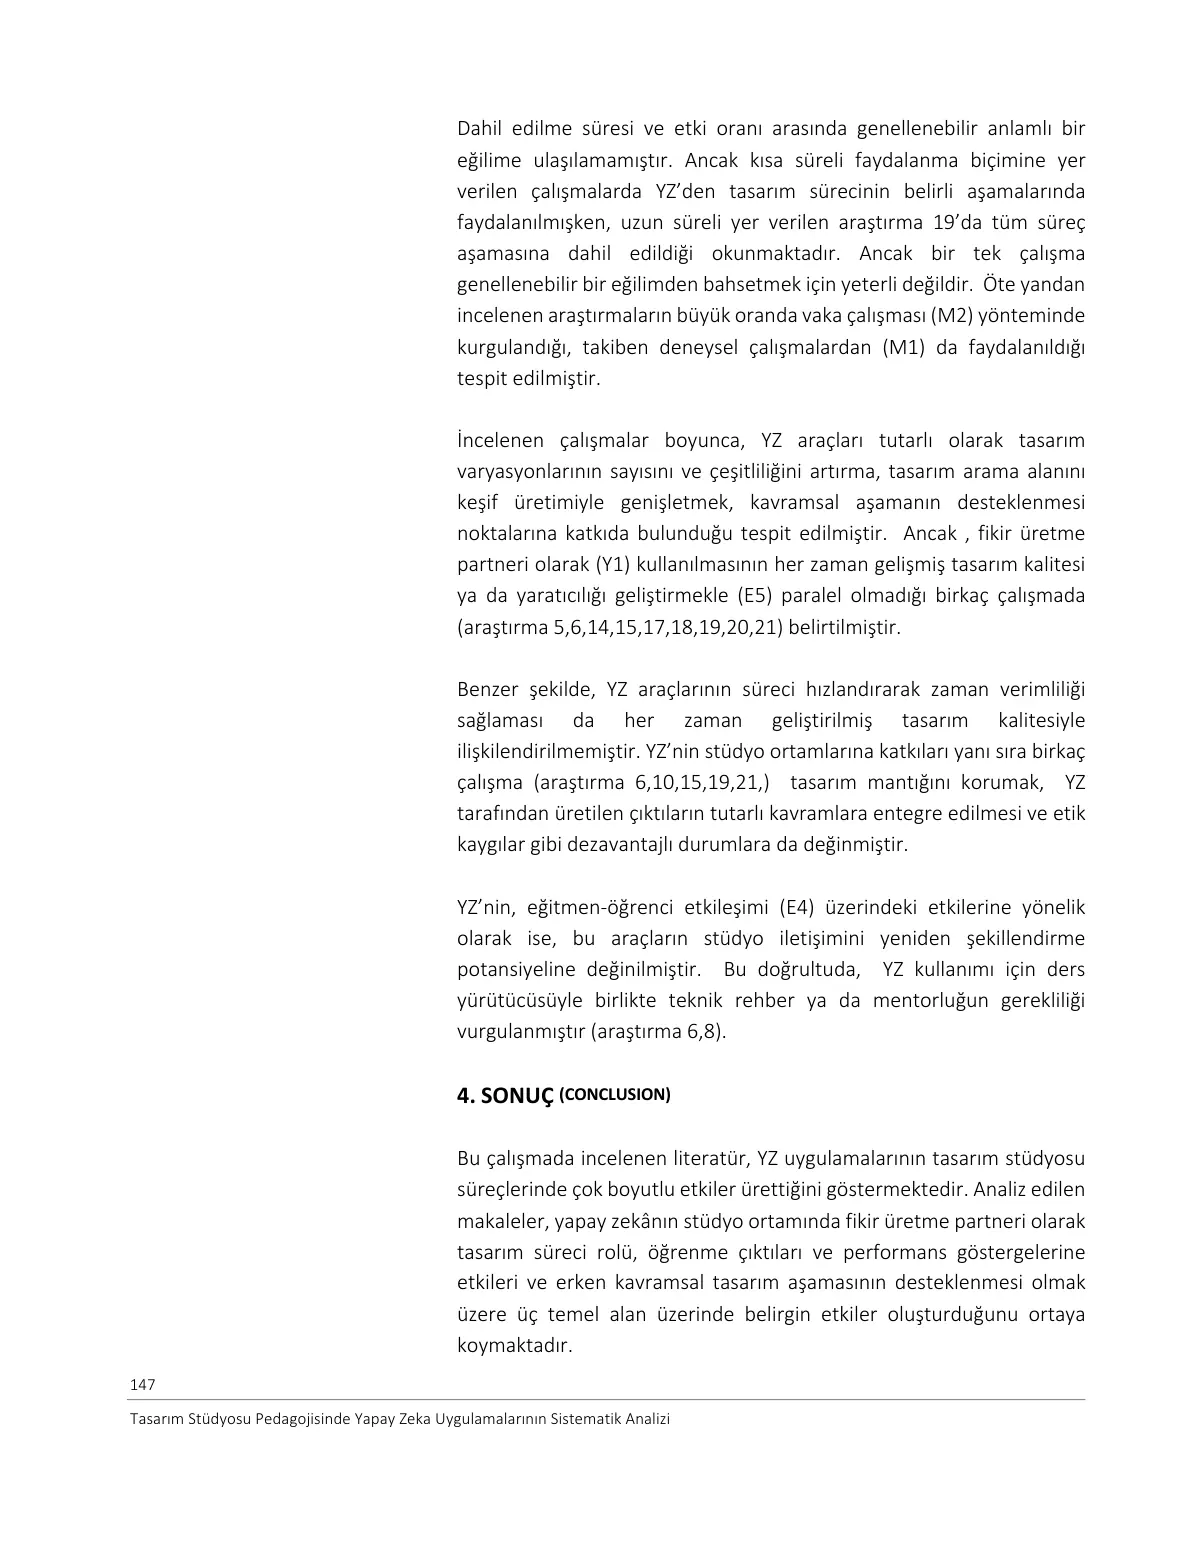 Dahil edilme süresi ve etki oranı arasında genellenebilir anlamlı bir
eğilime ulaşılamamıştır. Ancak kısa süreli faydalanma biçimine yer
verilen çalışmalarda YZ’den tasarım sürecinin belirli aşamalarında
faydalanılmışken, uzun süreli yer verilen araştırma 19’da tüm süreç
aşamasına dahil edildiği okunmaktadır. Ancak bir tek çalışma
genellenebilir bir eğilimden bahsetmek için yeterli değildir.  Öte yandan
incelenen araştırmaların büyük oranda vaka çalışması (M2) yönteminde
kurgulandığı, takiben deneysel çalışmalardan (M1) da faydalanıldığı
tespit edilmiştir.

İncelenen çalışmalar boyunca, YZ araçları tutarlı olarak tasarım
varyasyonlarının sayısını ve çeşitliliğini artırma, tasarım arama alanını
keşif üretimiyle genişletmek, kavramsal aşamanın desteklenmesi
noktalarına katkıda bulunduğu tespit edilmiştir.  Ancak , fikir üretme
partneri olarak (Y1) kullanılmasının her zaman gelişmiş tasarım kalitesi
ya da yaratıcılığı geliştirmekle (E5) paralel olmadığı birkaç çalışmada
(araştırma 5,6,14,15,17,18,19,20,21) belirtilmiştir.

Benzer şekilde, YZ araçlarının süreci hızlandırarak zaman verimliliği
sağlaması da her zaman geliştirilmiş tasarım kalitesiyle
ilişkilendirilmemiştir. YZ’nin stüdyo ortamlarına katkıları yanı sıra birkaç
çalışma (araştırma 6,10,15,19,21,)  tasarım mantığını korumak,  YZ
tarafından üretilen çıktıların tutarlı kavramlara entegre edilmesi ve etik
kaygılar gibi dezavantajlı durumlara da değinmiştir.

YZ’nin, eğitmen-öğrenci etkileşimi (E4) üzerindeki etkilerine yönelik
olarak ise, bu araçların stüdyo iletişimini yeniden şekillendirme
potansiyeline değinilmiştir.  Bu doğrultuda,  YZ kullanımı için ders
yürütücüsüyle birlikte teknik rehber ya da mentorluğun gerekliliği
vurgulanmıştır (araştırma 6,8).

4. SONUÇ (CONCLUSION)

Bu çalışmada incelenen literatür, YZ uygulamalarının tasarım stüdyosu
süreçlerinde çok boyutlu etkiler ürettiğini göstermektedir. Analiz edilen
makaleler, yapay zekânın stüdyo ortamında fikir üretme partneri olarak
tasarım süreci rolü, öğrenme çıktıları ve performans göstergelerine
etkileri ve erken kavramsal tasarım aşamasının desteklenmesi olmak
üzere üç temel alan üzerinde belirgin etkiler oluşturduğunu ortaya
koymaktadır.

147
Tasarım Stüdyosu Pedagojisinde Yapay Zeka Uygulamalarının Sistematik Analizi